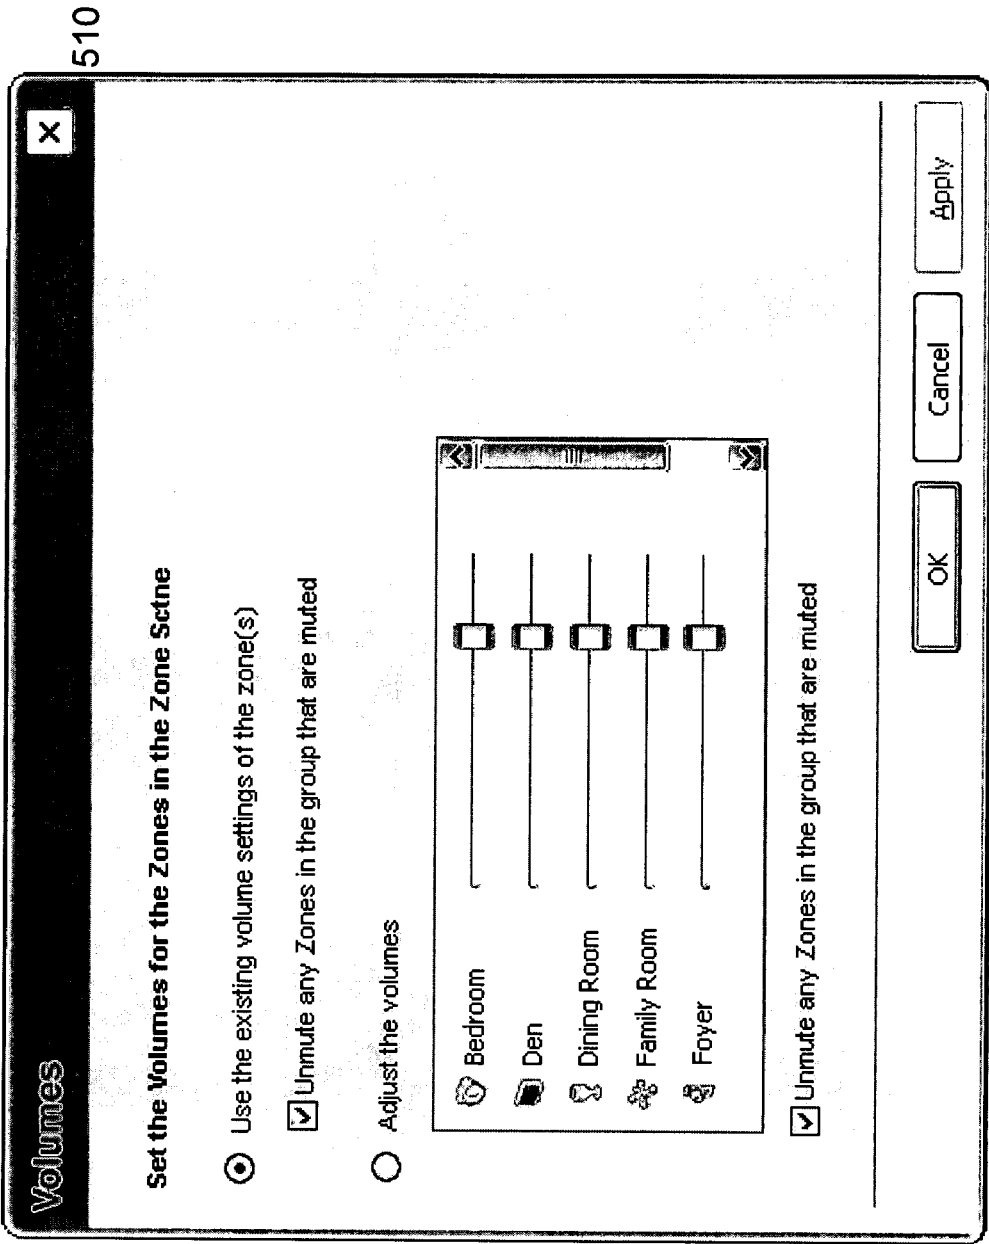 510
Volumes
Set the Volumes for the Zones in the Zone Sctne
Use the existing volume settings of the zone(s)
Unmute any Zones in the group that are muted
Adjust the volumes
Bedroom
Den
Dining Room
Family Room
Foyer
Unmute any Zones in the group that are muted
OK
Cancel
Apply